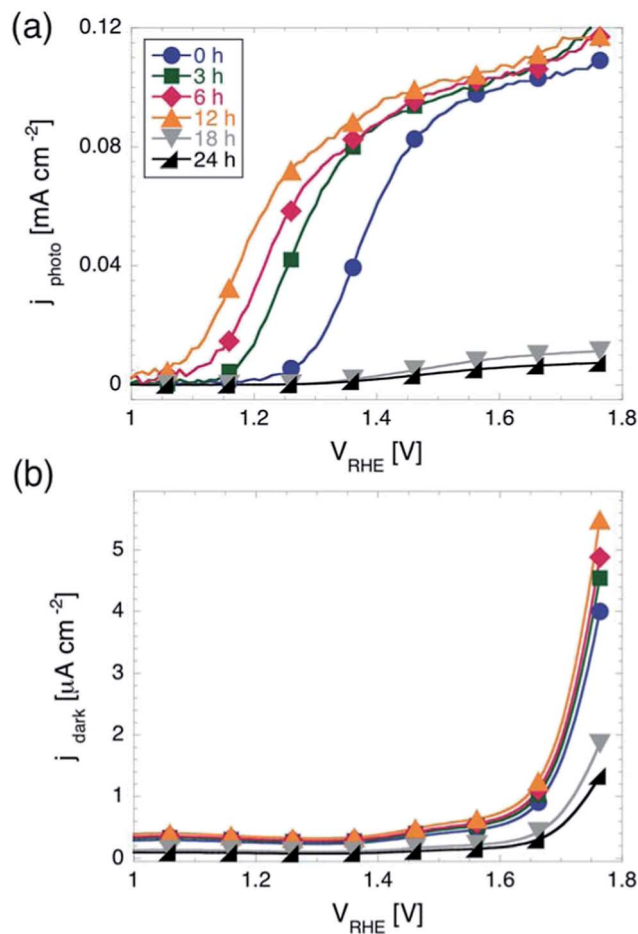 (a)
0.12
0.08
0.04
0
j photo [mA cm-2]
0 h
3 h
6 h
12 h
18 h
24 h
1 1.2 1.4 1.6 1.8
VRHE [V]
(b)
5
4
3
2
1
0
j dark [µA cm-2]
1.0 1.2 1.4 1.6 1.8
VRHE [V]